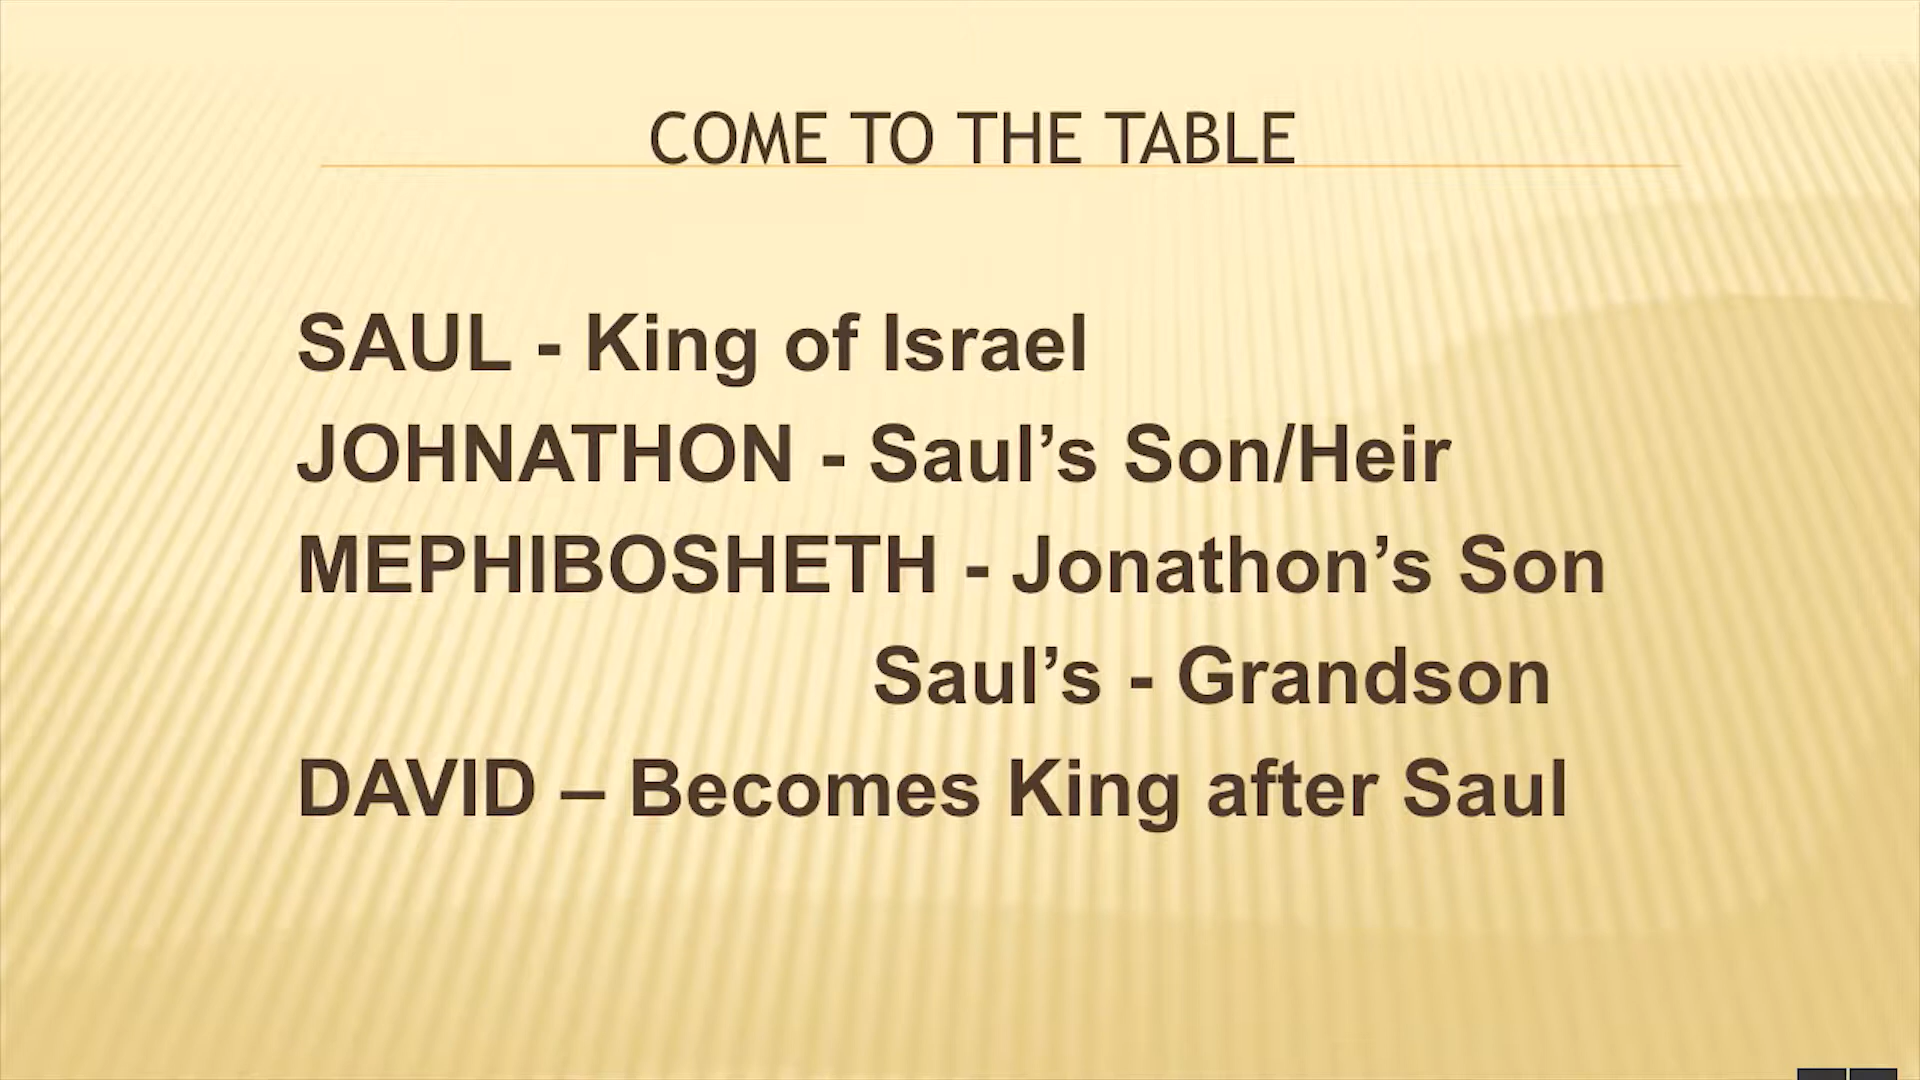 COME TO THE TABLE
SAUL - King of Israel
JOHNATHON - Saul’s Son/Heir
MEPHIBOSHETH - Jonathon’s Son
Saul’s - Grandson
DAVID – Becomes King after Saul